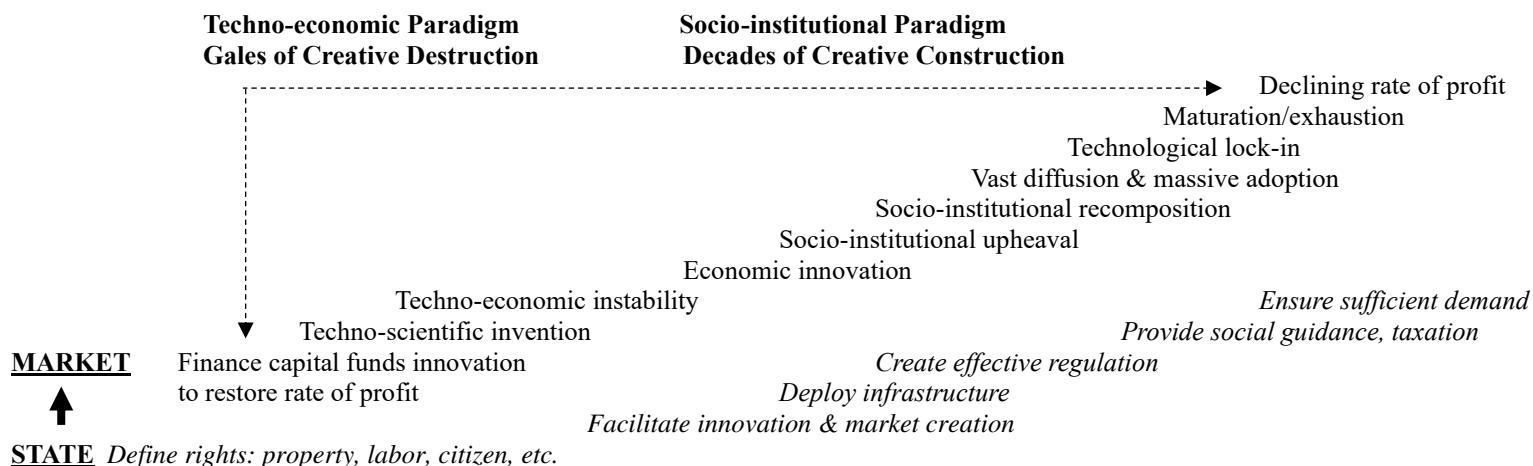 Techno-economic Paradigm Socio-institutional Paradigm
Gales of Creative Destruction Decades of Creative Construction
Declining rate of profit
Maturation/exhaustion
Technological lock-in
Vast diffusion & massive adoption
Socio-institutional recomposition
Socio-institutional upheaval
Economic innovation
Techno-economic instability Ensure sufficient demand
Techno-scientific invention Provide social guidance, taxation
MARKET Finance capital funds innovation Create effective regulation
to restore rate of profit Deploy infrastructure
Facilitate innovation & market creation
STATE Define rights: property, labor, citizen, etc.